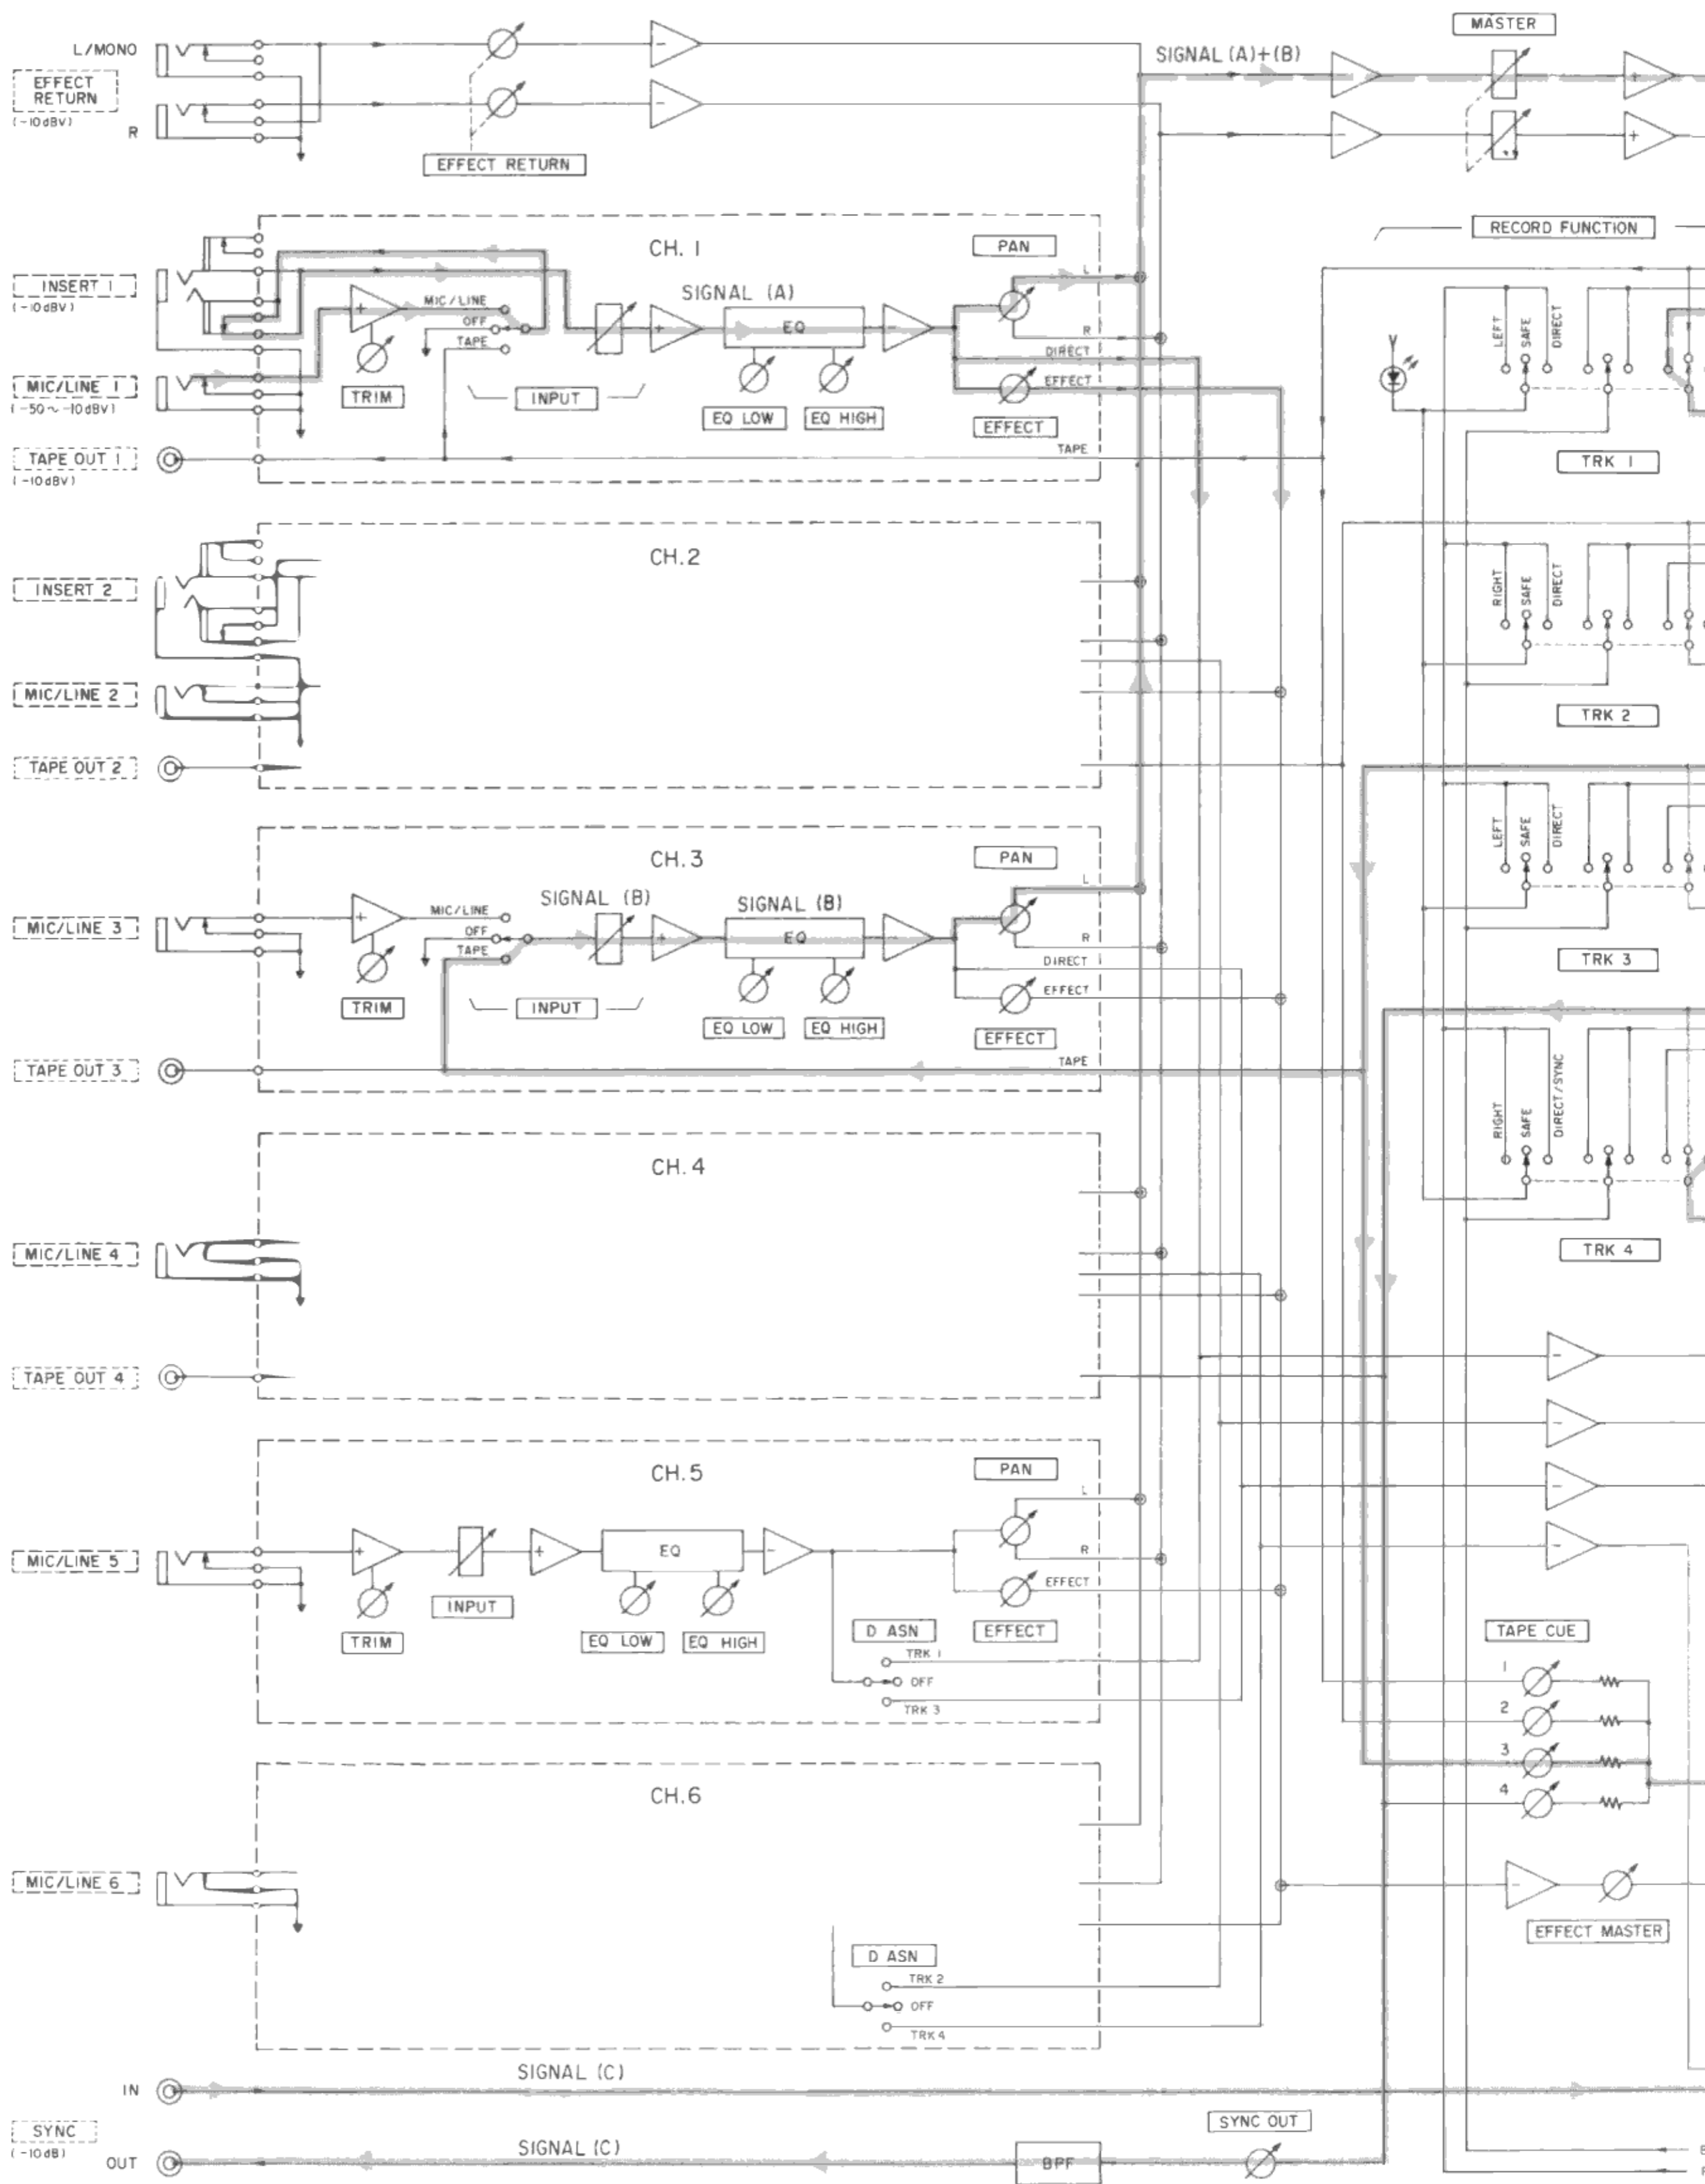 MASTER
L/MONO
SIGNAL (A)+(B)
EFFECT
RETURN
(-10dBV)
R
EFFECT RETURN
RECORD FUNCTION
CH. 1
PAN
L
INSERT 1
(-10dBV)
SIGNAL (A)
MIC/LINE
OFF
TAPE
EQ
R
DIRECT
EFFECT
LEFT
SAFE
DIRECT
MIC/LINE 1
(-50~-10dBV)
TRIM
INPUT
EQ LOW
EQ HIGH
EFFECT
TAPE OUT 1
(-10dBV)
TAPE
TRK 1
CH.2
INSERT 2
RIGHT
SAFE
DIRECT
MIC/LINE 2
TRK 2
TAPE OUT 2
CH.3
PAN
L
LEFT
SAFE
DIRECT
SIGNAL (B)
SIGNAL (B)
MIC/LINE 3
MIC/LINE
OFF
TAPE
EQ
R
DIRECT
EFFECT
TRK 3
TRIM
INPUT
EQ LOW
EQ HIGH
EFFECT
TAPE OUT 3
TAPE
RIGHT
SAFE
DIRECT/SYNC
CH.4
MIC/LINE 4
TRK 4
TAPE OUT 4
CH.5
PAN
L
MIC/LINE 5
EQ
R
EFFECT
INPUT
TRIM
EQ LOW
EQ HIGH
D ASN
EFFECT
TRK 1
OFF
TRK 3
TAPE CUE
1
2
3
4
CH.6
MIC/LINE 6
EFFECT MASTER
D ASN
TRK 2
OFF
TRK 4
SIGNAL (C)
IN
SYNC
(-10dB)
SYNC OUT
SIGNAL (C)
OUT
BPF